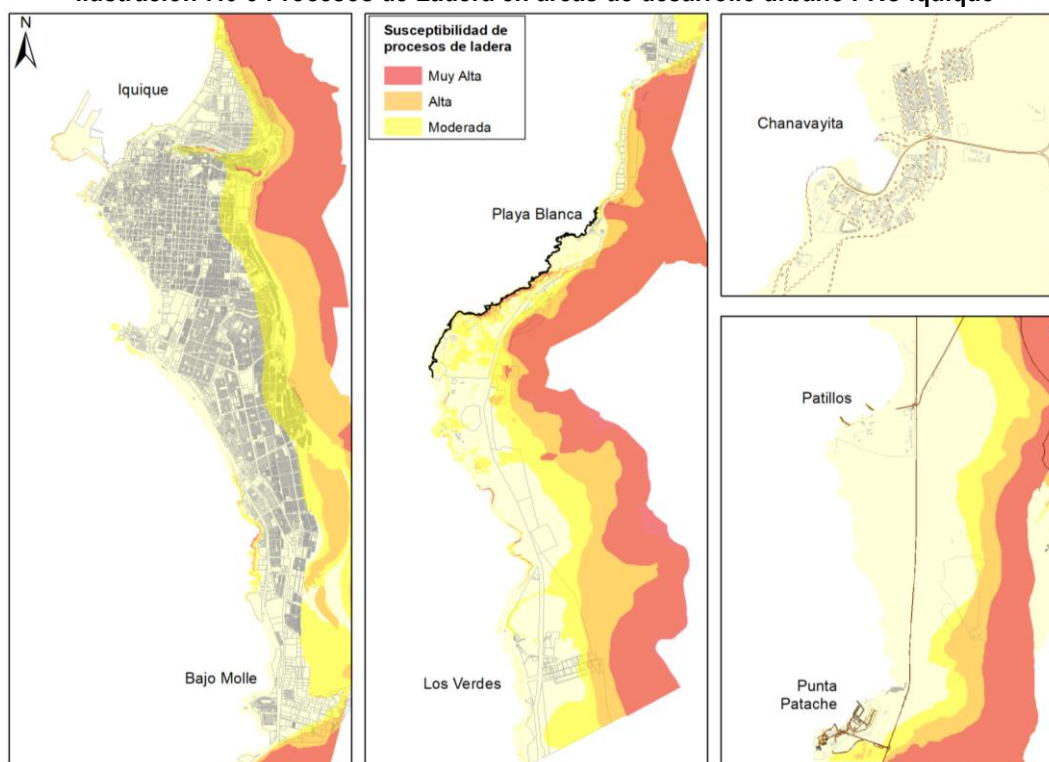 N
Iquique
Bajo Molle
Susceptibilidad de
procesos de ladera
Muy Alta
Alta
Moderada
Playa Blanca
Los Verdes
Chanavayita
Patillos
Punta
Patache